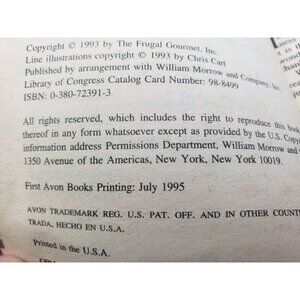 Copyright © 1993 by The Frugal Gourmet, Inc.
Line illustrations copyright © 1993 by Chris Cart
Published by arrangement with William Morrow and Company, Inc.
Library of Congress Catalog Card Number: 98-8499
ISBN: 0-380-72391-3
All rights reserved, which includes the right to reproduce this book
thereof in any form whatsoever except as provided by the U.S. Copy
information address Permissions Department, William Morrow and
1350 Avenue of the Americas, New York, New York 10019.
First Avon Books Printing: July 1995
AVON TRADEMARK REG. U.S. PAT. OFF. AND IN OTHER COUNT
TRADA, HECHO EN U.S.A.
Printed in the U.S.A.